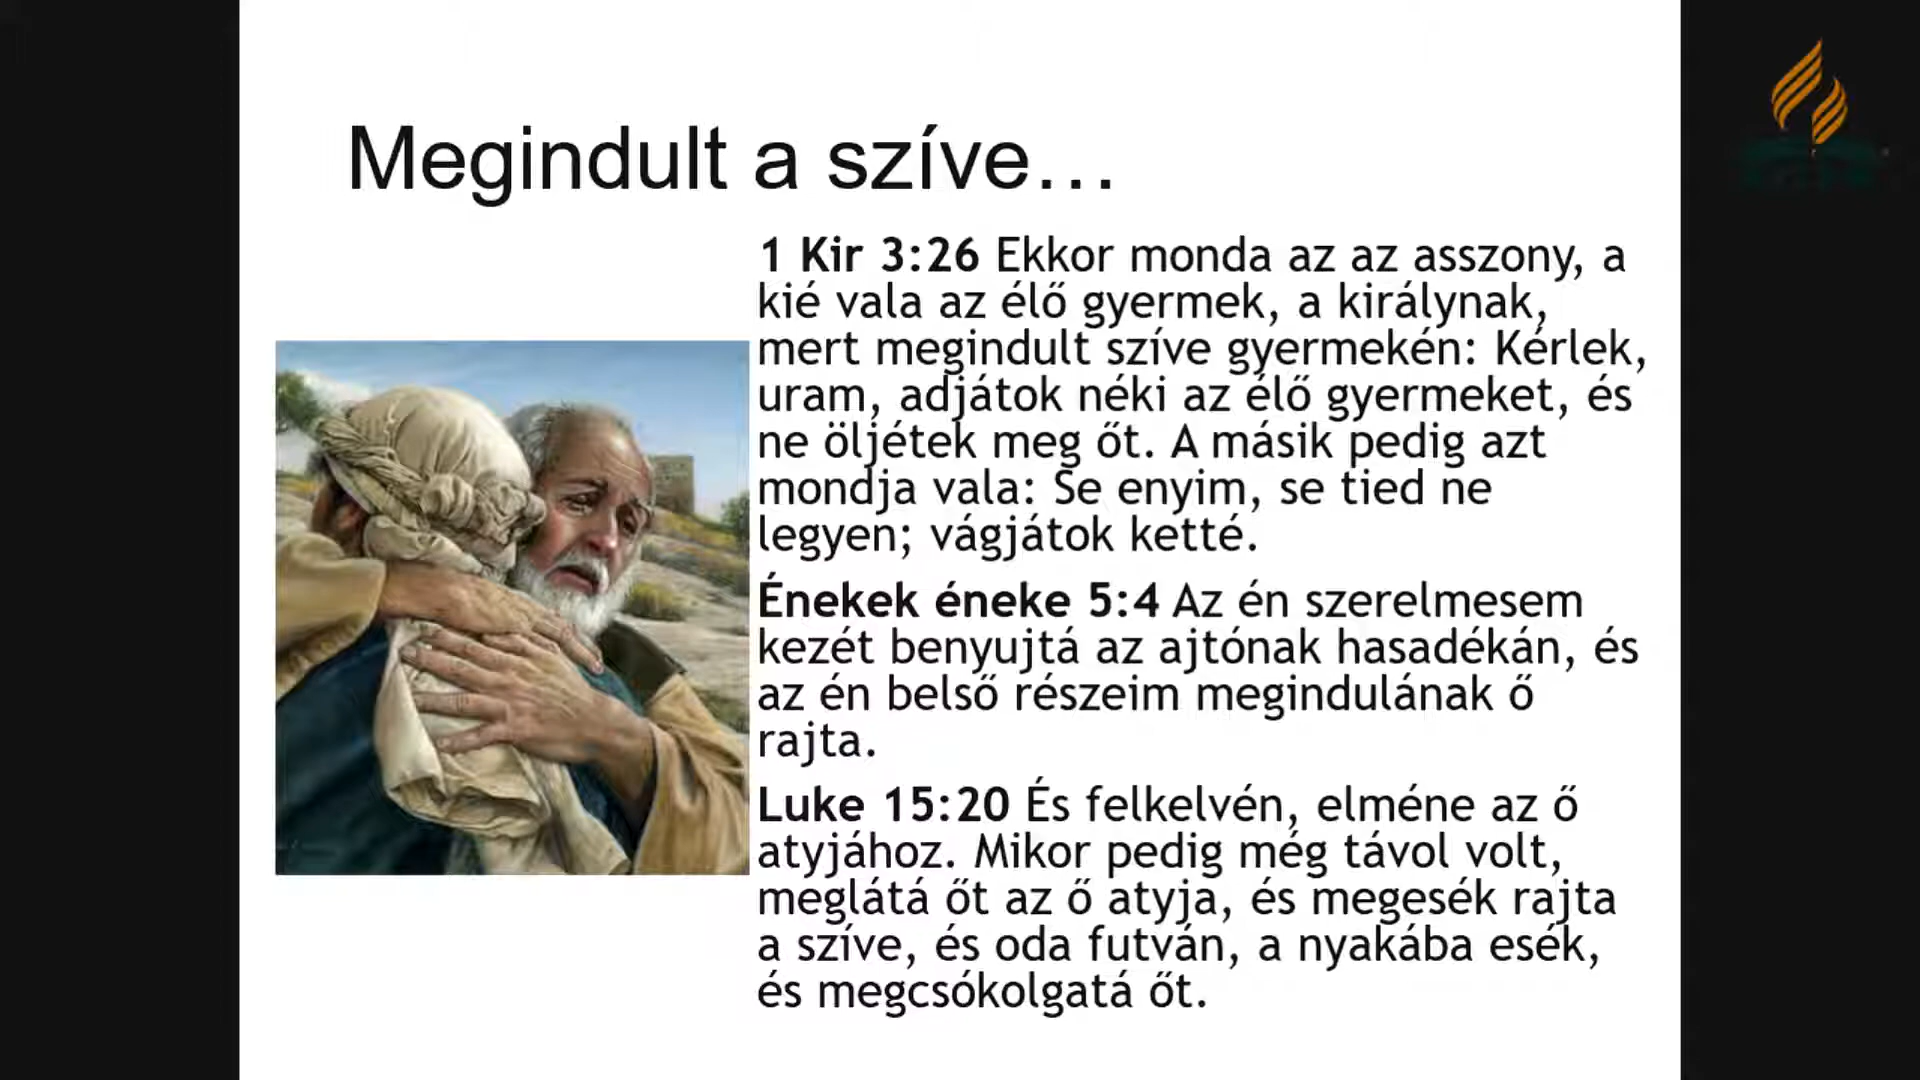 Megindult a szíve…
1 Kir 3:26 Ekkor monda az az asszony, a
kié vala az élő gyermek, a királynak,
mert megindult szíve gyermekén: Kérlek,
uram, adjátok néki az élő gyermeket, és
ne öljétek meg őt. A másik pedig azt
mondja vala: Se enyim, se tied ne
legyen; vágjátok ketté.
Énekek éneke 5:4 Az én szerelmesem
kezét benyujtá az ajtónak hasadékán, és
az én belső részeim megindulának ő
rajta.
Luke 15:20 És felkelvén, elméne az ő
atyjához. Mikor pedig még távol volt,
meglátá őt az ő atyja, és megesék rajta
a szíve, és oda futván, a nyakába esék,
és megcsókolgatá őt.